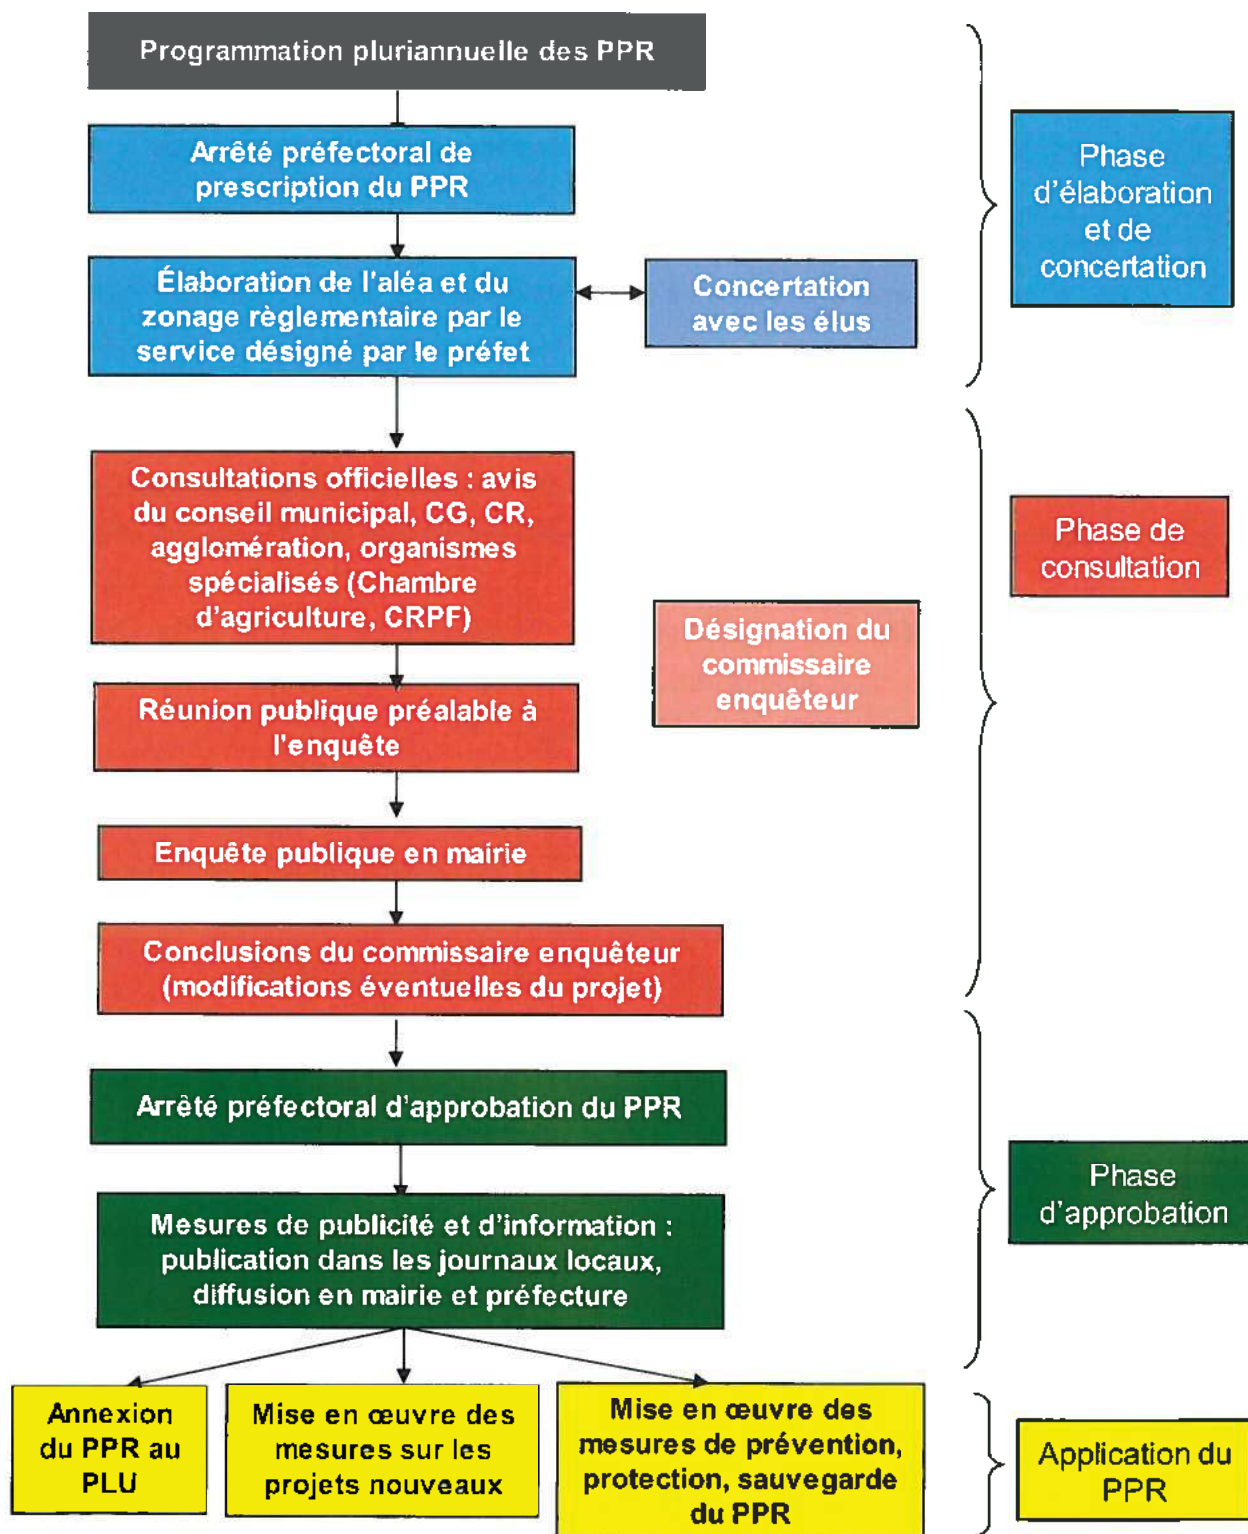 Programmation pluriannuelle des PPR
Arrêté préfectoral de
prescription du PPR
Phase
d'élaboration
et de
concertation
Élaboration de l'aléa et du
zonage règlementaire par le
service désigné par le préfet
Concertation
avec les élus
Consultations officielles : avis
du conseil municipal, CG, CR,
agglomération, organismes
spécialisés (Chambre
d'agriculture, CRPF)
Phase de
consultation
Désignation du
commissaire
enquêteur
Réunion publique préalable à
l'enquête
Enquête publique en mairie
Conclusions du commissaire enquêteur
(modifications éventuelles du projet)
Arrêté préfectoral d'approbation du PPR
Phase
d'approbation
Mesures de publicité et d'information :
publication dans les journaux locaux,
diffusion en mairie et préfecture
Annexion
du PPR au
PLU
Mise en œuvre des
mesures sur les
projets nouveaux
Mise en œuvre des
mesures de prévention,
protection, sauvegarde
du PPR
Application du
PPR